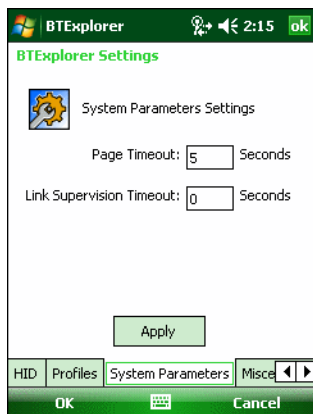 BTExplorer 2:15 ok
BTExplorer Settings
System Parameters Settings
Page Timeout: 5 Seconds
Link Supervision Timeout: 0 Seconds
Apply
HID Profiles System Parameters Misce
OK Cancel